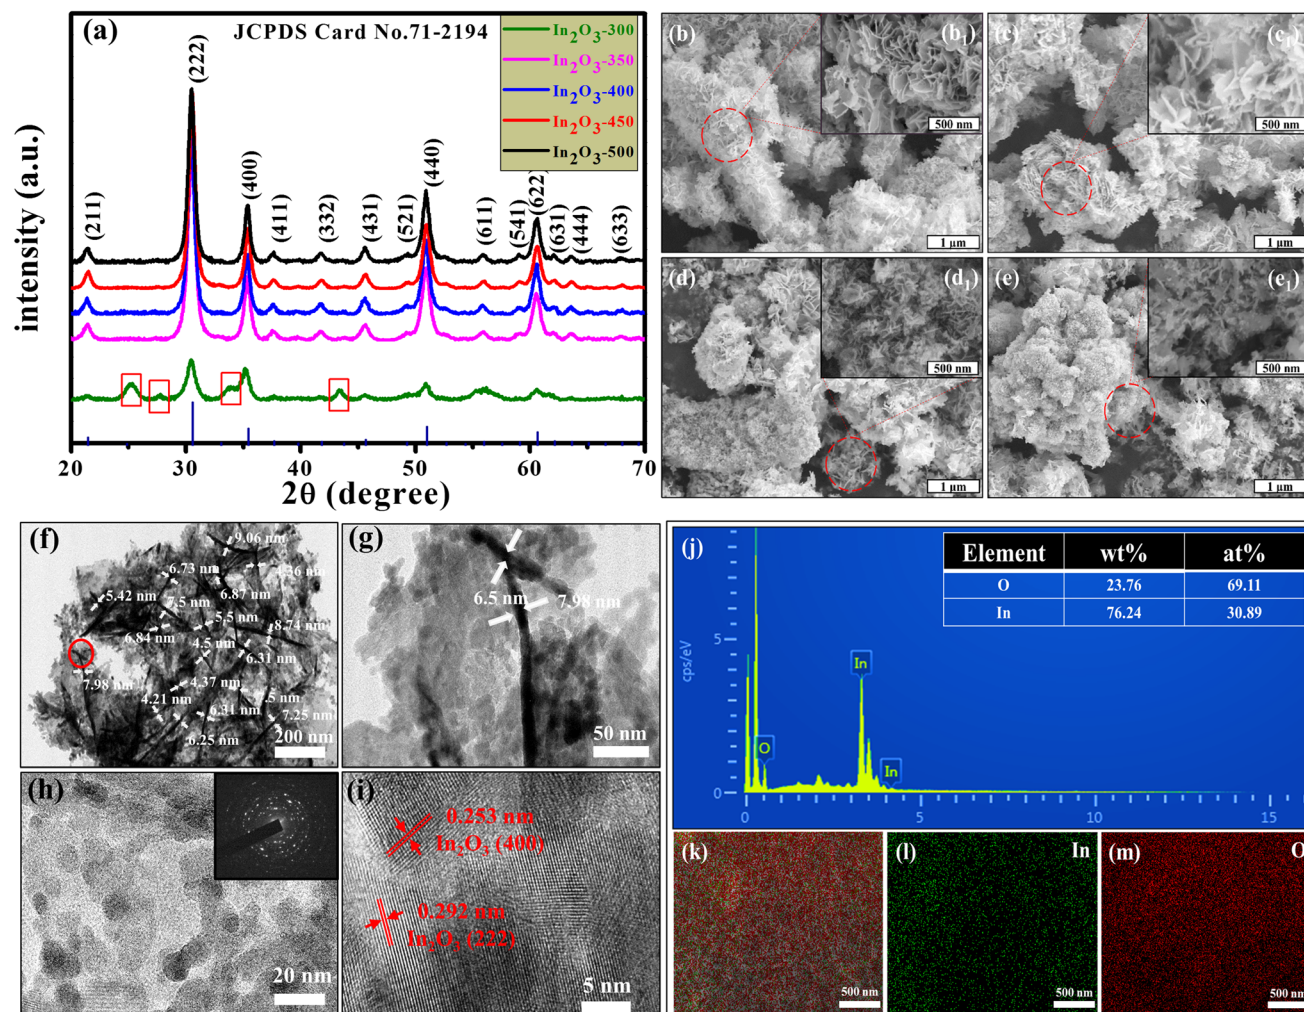 (a)
JCPDS Card No.71-2194
In₂O₃-300
In₂O₃-350
In₂O₃-400
In₂O₃-450
In₂O₃-500
(211)
(222)
(400)
(411)
(332)
(431)
(521)
(440)
(611)
(541)
(622)
(631)
(444)
(633)
intensity (a.u.)
20
30
40
50
60
70
2θ (degree)
(b)
(b₁)
500 nm
1 μm
(c)
(c₁)
500 nm
1 μm
(d)
(d₁)
500 nm
1 μm
(e)
(e₁)
500 nm
1 μm
(f)
9.06 nm
6.73 nm
5.42 nm
6.87 nm
7.5 nm
5.5 nm
8.74 nm
6.84 nm
4.5 nm
6.31 nm
7.98 nm
4.37 nm
4.21 nm
6.31 nm
7.25 nm
6.25 nm
200 nm
(g)
6.5 nm
7.98 nm
50 nm
(h)
20 nm
(i)
0.253 nm
In₂O₃ (400)
0.292 nm
In₂O₃ (222)
5 nm
(j)
Element wt% at%
O 23.76 69.11
In 76.24 30.89
cps/eV
5
0
O
In
In
0
5
10
15
(k)
500 nm
(l)
In
500 nm
(m)
O
500 nm